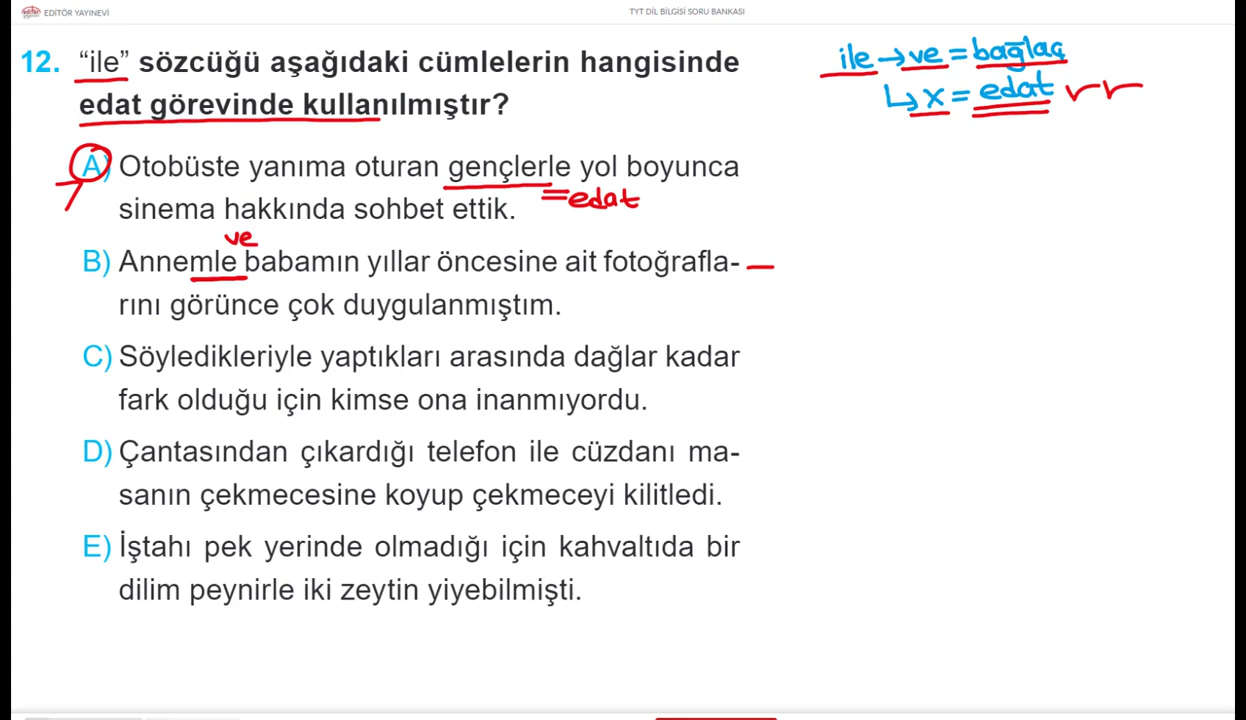 EDİTÖR YAYINEVİ
TYT DİL BİLGİSİ SORU BANKASI
12. "ile" sözcüğü aşağıdaki cümlelerin hangisinde
edat görevinde kullanılmıştır?
ile → ve = bağlaç
↳ x = edat
A) Otobüste yanıma oturan gençlerle yol boyunca
sinema hakkında sohbet ettik.
= edat
ve
B) Annemle babamın yıllar öncesine ait fotoğrafla-
rını görünce çok duygulanmıştım.
C) Söyledikleriyle yaptıkları arasında dağlar kadar
fark olduğu için kimse ona inanmıyordu.
D) Çantasından çıkardığı telefon ile cüzdanı ma-
sanın çekmecesine koyup çekmeceyi kilitledi.
E) İştahı pek yerinde olmadığı için kahvaltıda bir
dilim peynirle iki zeytin yiyebilmişti.